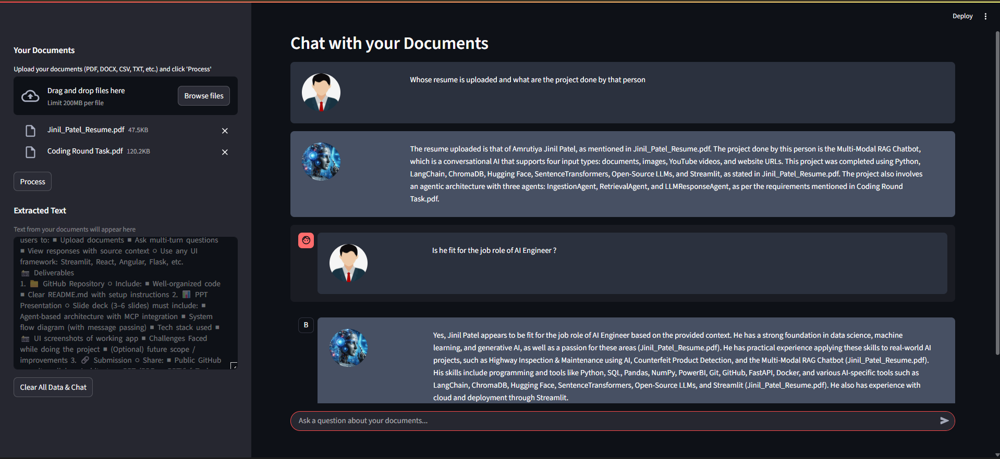 Deploy
Your Documents
Upload your documents (PDF, DOCX, CSV, TXT, etc.) and click 'Process'
Drag and drop files here
Limit 200MB per file
Browse files
Jinil_Patel_Resume.pdf 47.5KB
Coding Round Task.pdf 120.2KB
Process
Extracted Text
Text from your documents will appear here
users to: ▪ Upload documents ▪ Ask multi-turn questions
▪ View responses with source context ○ Use any UI
framework: Streamlit, React, Angular, Flask, etc.
Deliverables
1. GitHub Repository ○ Include: ▪ Well-organized code
▪ Clear README.md with setup instructions 2. PPT
Presentation ○ Slide deck (3–6 slides) must include: ▪
Agent-based architecture with MCP integration ▪ System
flow diagram (with message passing) ▪ Tech stack used ▪
UI screenshots of working app ▪ Challenges Faced
while doing the project ▪ (Optional) future scope /
improvements 3. Submission ○ Share: ▪ Public GitHub
Clear All Data & Chat
Chat with your Documents
Whose resume is uploaded and what are the project done by that person
The resume uploaded is that of Amrutiya Jinil Patel, as mentioned in Jinil_Patel_Resume.pdf. The project done by this person is the Multi-Modal RAG Chatbot,
which is a conversational AI that supports four input types: documents, images, YouTube videos, and website URLs. This project was completed using Python,
LangChain, ChromaDB, Hugging Face, SentenceTransformers, Open-Source LLMs, and Streamlit, as stated in Jinil_Patel_Resume.pdf. The project also involves
an agentic architecture with three agents: IngestionAgent, RetrievalAgent, and LLMResponseAgent, as per the requirements mentioned in Coding Round
Task.pdf.
Is he fit for the job role of AI Engineer ?
B
Yes, Jinil Patel appears to be fit for the job role of AI Engineer based on the provided context. He has a strong foundation in data science, machine
learning, and generative AI, as well as a passion for these areas (Jinil_Patel_Resume.pdf). He has practical experience applying these skills to real-world AI
projects, such as Highway Inspection & Maintenance using AI, Counterfeit Product Detection, and the Multi-Modal RAG Chatbot (Jinil_Patel_Resume.pdf).
His skills include programming and tools like Python, SQL, Pandas, NumPy, PowerBI, Git, GitHub, FastAPI, Docker, and various AI-specific tools such as
LangChain, ChromaDB, Hugging Face, SentenceTransformers, Open-Source LLMs, and Streamlit (Jinil_Patel_Resume.pdf). He also has experience with
cloud and deployment through Streamlit.
Ask a question about your documents...